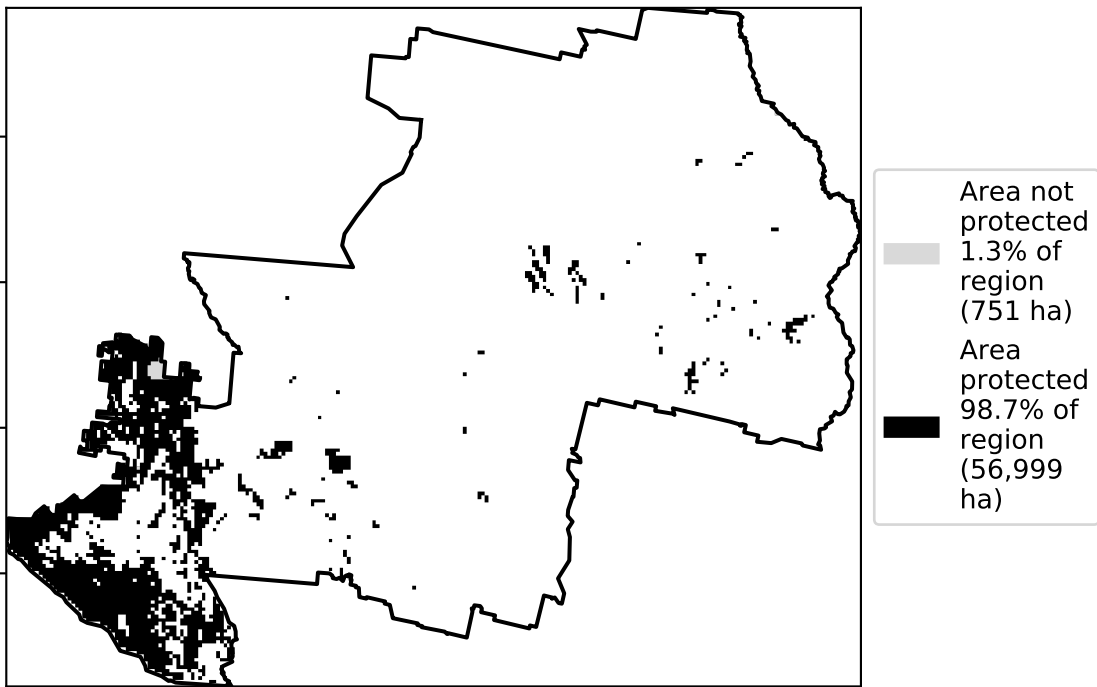 Area not
protected
1.3% of
region
(751 ha)
Area
protected
98.7% of
region
(56,999
ha)